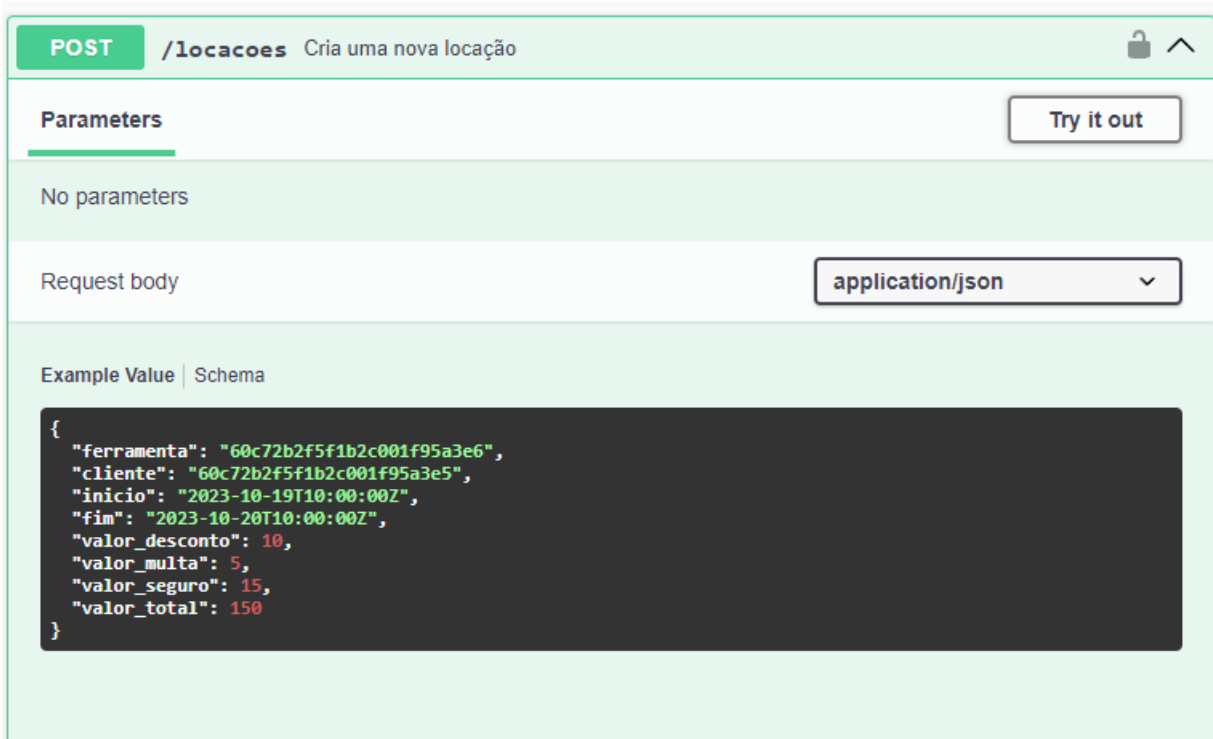 POST /locacoes Cria uma nova locação
Parameters Try it out
No parameters
Request body application/json
Example Value | Schema
{
  "ferramenta": "60c72b2f5f1b2c001f95a3e6",
  "cliente": "60c72b2f5f1b2c001f95a3e5",
  "inicio": "2023-10-19T10:00:00Z",
  "fim": "2023-10-20T10:00:00Z",
  "valor_desconto": 10,
  "valor_multa": 5,
  "valor_seguro": 15,
  "valor_total": 150
}